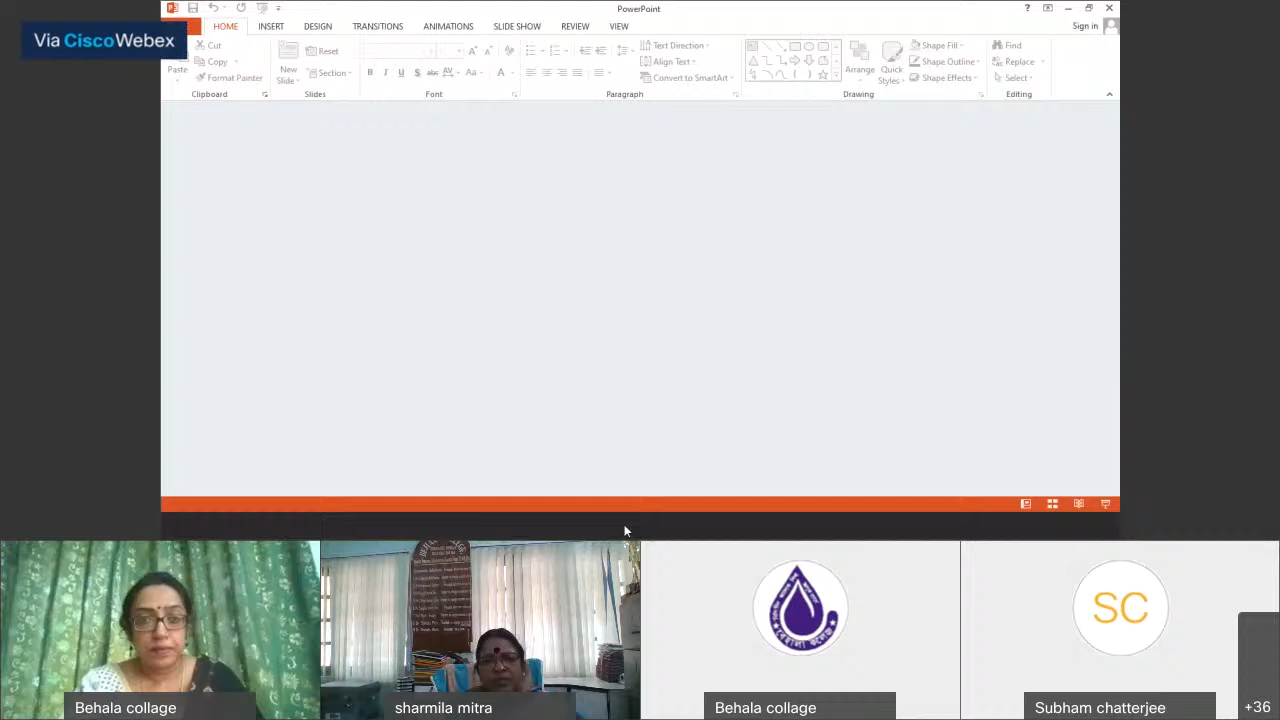 PowerPoint
?
HOME INSERT DESIGN TRANSITIONS ANIMATIONS SLIDE SHOW REVIEW VIEW Sign in
Via CiscoWebex
Cut
Copy
Format Painter
Paste
Clipboard
New
Slide
Reset
Section
Slides
B I U S abc AV Aa A
Font
Text Direction
Align Text
Convert to SmartArt
Paragraph
Arrange
Quick
Styles
Shape Fill
Shape Outline
Shape Effects
Drawing
Find
Replace
Select
Editing
SC
Behala collage
sharmila mitra
Behala collage
Subham chatterjee
+36